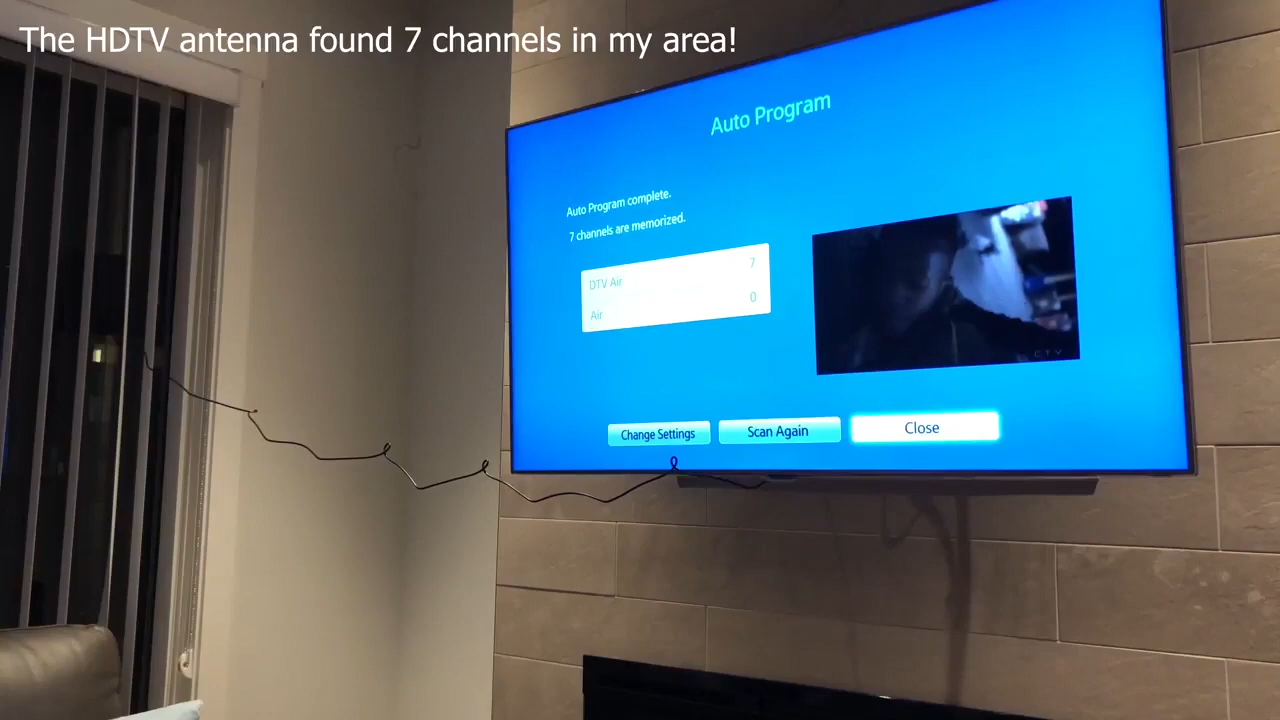 The HDTV antenna found 7 channels in my area!
Auto Program
Auto Program complete.
7 channels are memorized.
DTV Air 7
Air 0
CTV
Change Settings
Scan Again
Close